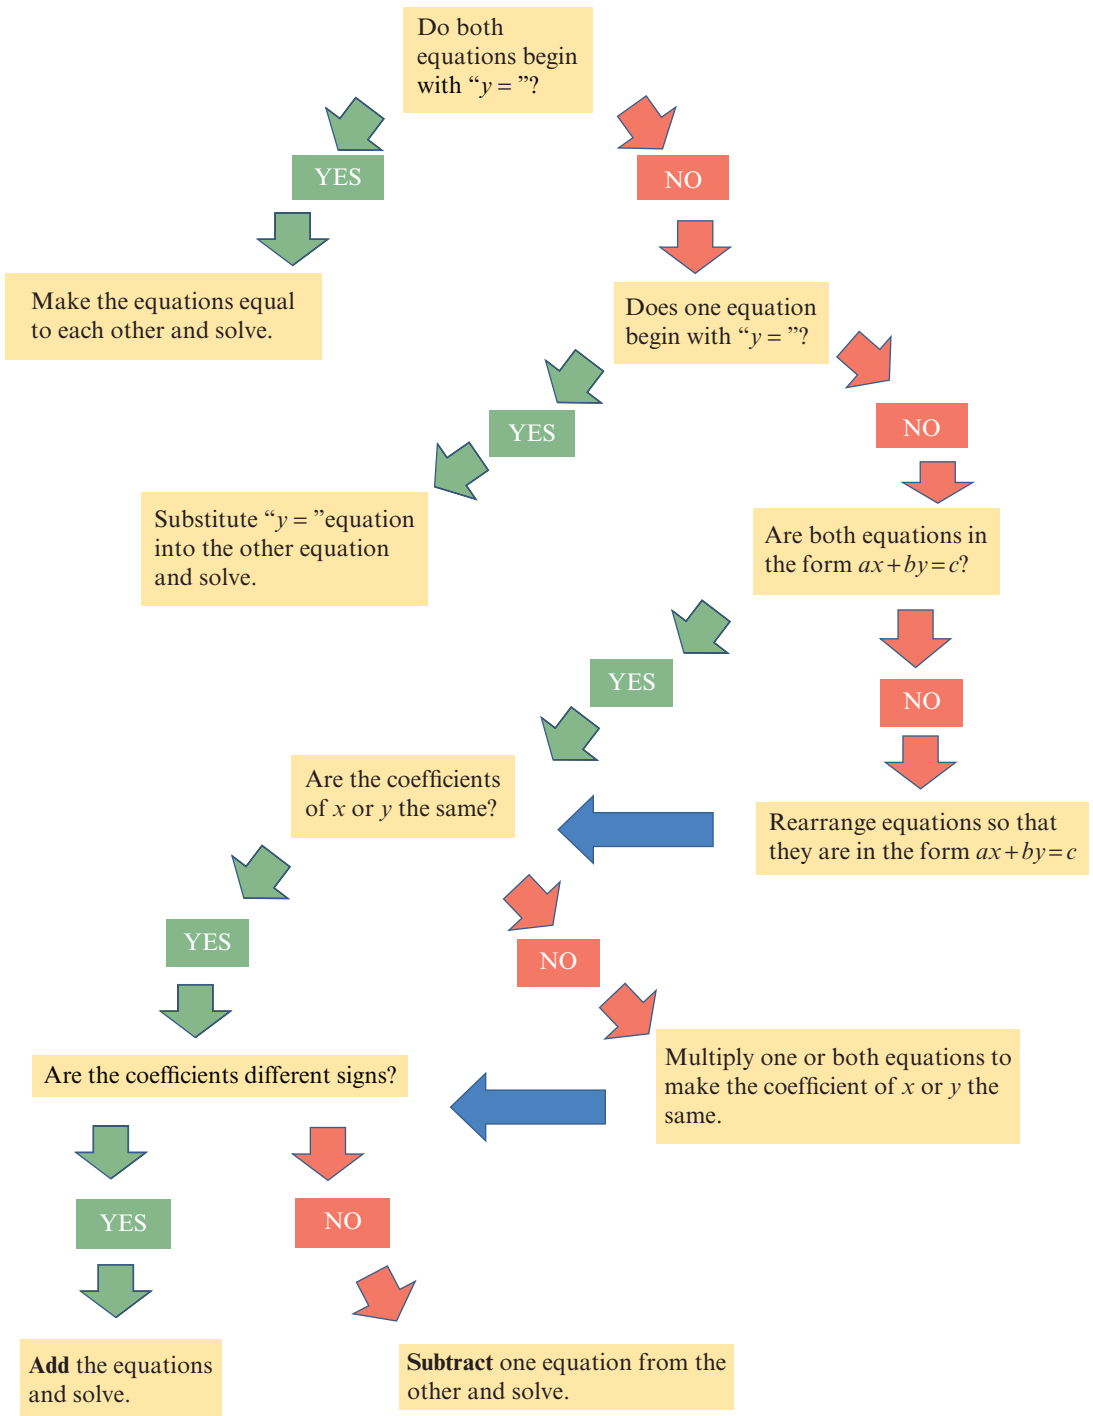 Do both
equations begin
with “y = ”?
YES
NO
Make the equations equal
to each other and solve.
Does one equation
begin with “y = ”?
YES
NO
Substitute “y = ”equation
into the other equation
and solve.
Are both equations in
the form ax+by=c?
YES
NO
Are the coefficients
of x or y the same?
Rearrange equations so that
they are in the form ax+by=c
YES
NO
Are the coefficients different signs?
Multiply one or both equations to
make the coefficient of x or y the
same.
YES
NO
Add the equations
and solve.
Subtract one equation from the
other and solve.